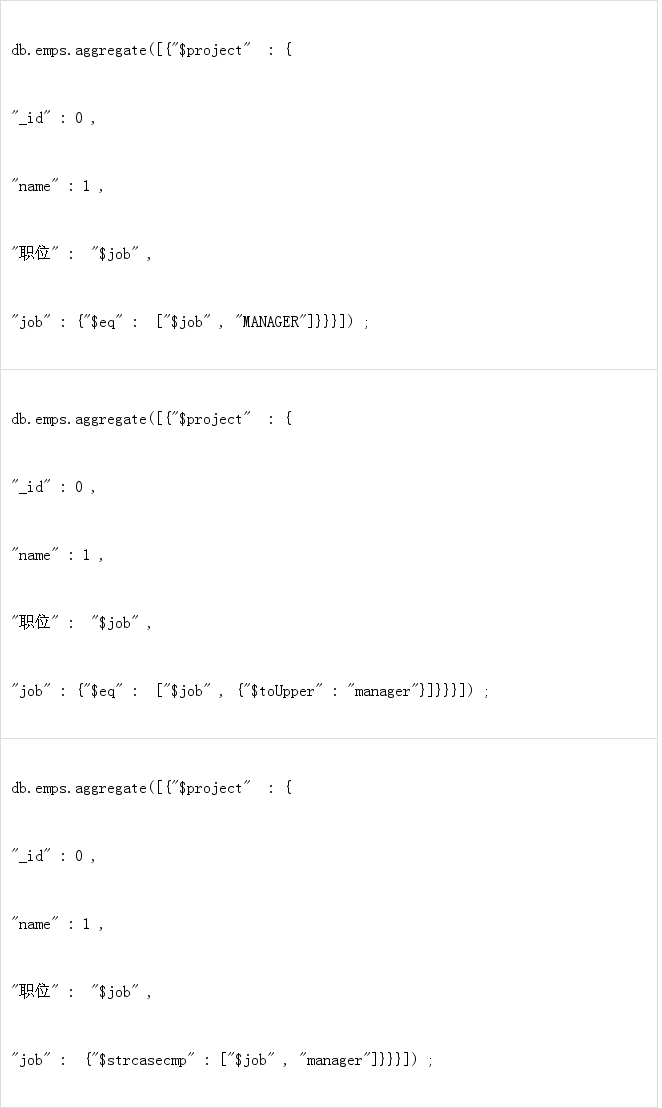 db.emps.aggregate([{"$project" : {
"_id" : 0 ,
"name" : 1 ,
"职位" : "$job" ,
"job" : {"$eq" : ["$job" , "MANAGER"]}}}]) ;
db.emps.aggregate([{"$project" : {
"_id" : 0 ,
"name" : 1 ,
"职位" : "$job" ,
"job" : {"$eq" : ["$job" , {"$toUpper" : "manager"}]}}}]) ;
db.emps.aggregate([{"$project" : {
"_id" : 0 ,
"name" : 1 ,
"职位" : "$job" ,
"job" : {"$strcasecmp" : ["$job" , "manager"]}}}]) ;